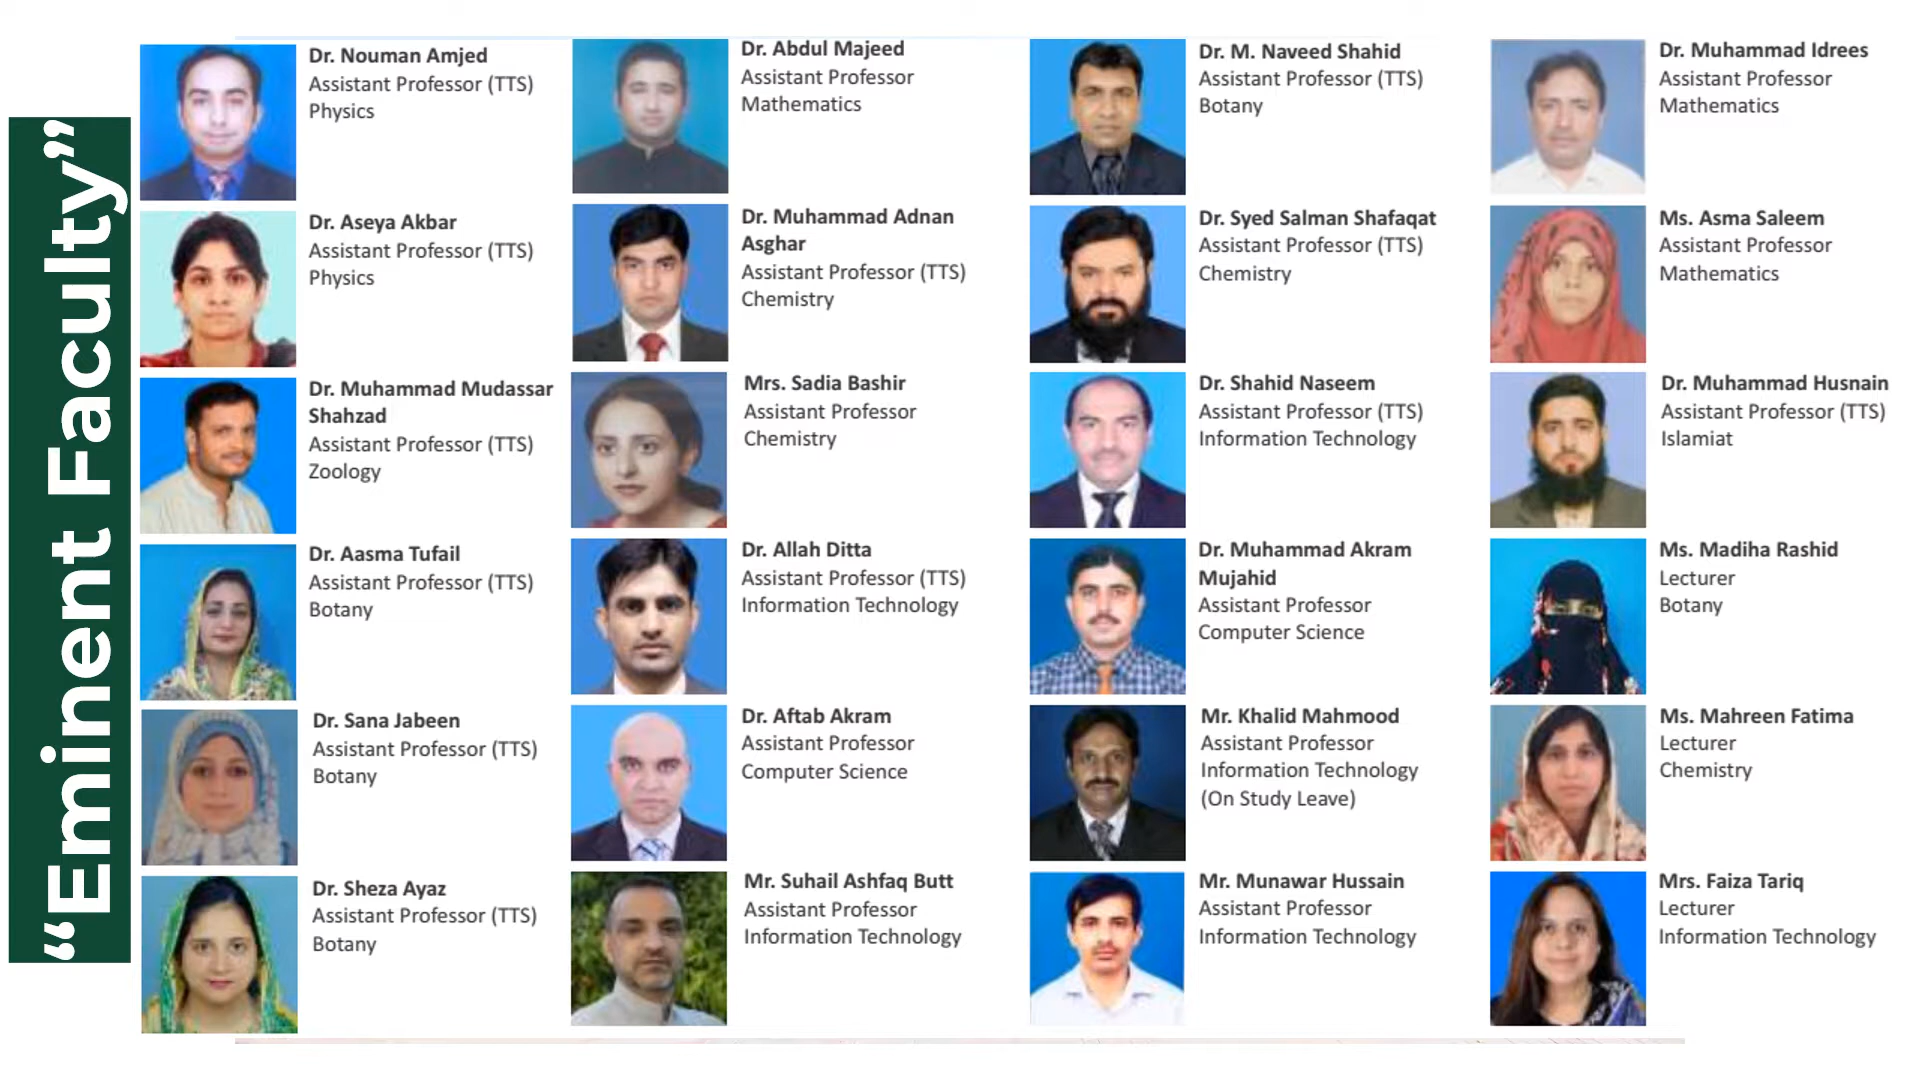 “Eminent Faculty”
Dr. Nouman Amjed
Assistant Professor (TTS)
Physics
Dr. Aseya Akbar
Assistant Professor (TTS)
Physics
Dr. Muhammad Mudassar
Shahzad
Assistant Professor (TTS)
Zoology
Dr. Aasma Tufail
Assistant Professor (TTS)
Botany
Dr. Sana Jabeen
Assistant Professor (TTS)
Botany
Dr. Sheza Ayaz
Assistant Professor (TTS)
Botany
Dr. Abdul Majeed
Assistant Professor
Mathematics
Dr. Muhammad Adnan
Asghar
Assistant Professor (TTS)
Chemistry
Mrs. Sadia Bashir
Assistant Professor
Chemistry
Dr. Allah Ditta
Assistant Professor (TTS)
Information Technology
Dr. Aftab Akram
Assistant Professor
Computer Science
Mr. Suhail Ashfaq Butt
Assistant Professor
Information Technology
Dr. M. Naveed Shahid
Assistant Professor (TTS)
Botany
Dr. Syed Salman Shafaqat
Assistant Professor (TTS)
Chemistry
Dr. Shahid Naseem
Assistant Professor (TTS)
Information Technology
Dr. Muhammad Akram
Mujahid
Assistant Professor
Computer Science
Mr. Khalid Mahmood
Assistant Professor
Information Technology
(On Study Leave)
Mr. Munawar Hussain
Assistant Professor
Information Technology
Dr. Muhammad Idrees
Assistant Professor
Mathematics
Ms. Asma Saleem
Assistant Professor
Mathematics
Dr. Muhammad Husnain
Assistant Professor (TTS)
Islamiat
Ms. Madiha Rashid
Lecturer
Botany
Ms. Mahreen Fatima
Lecturer
Chemistry
Mrs. Faiza Tariq
Lecturer
Information Technology